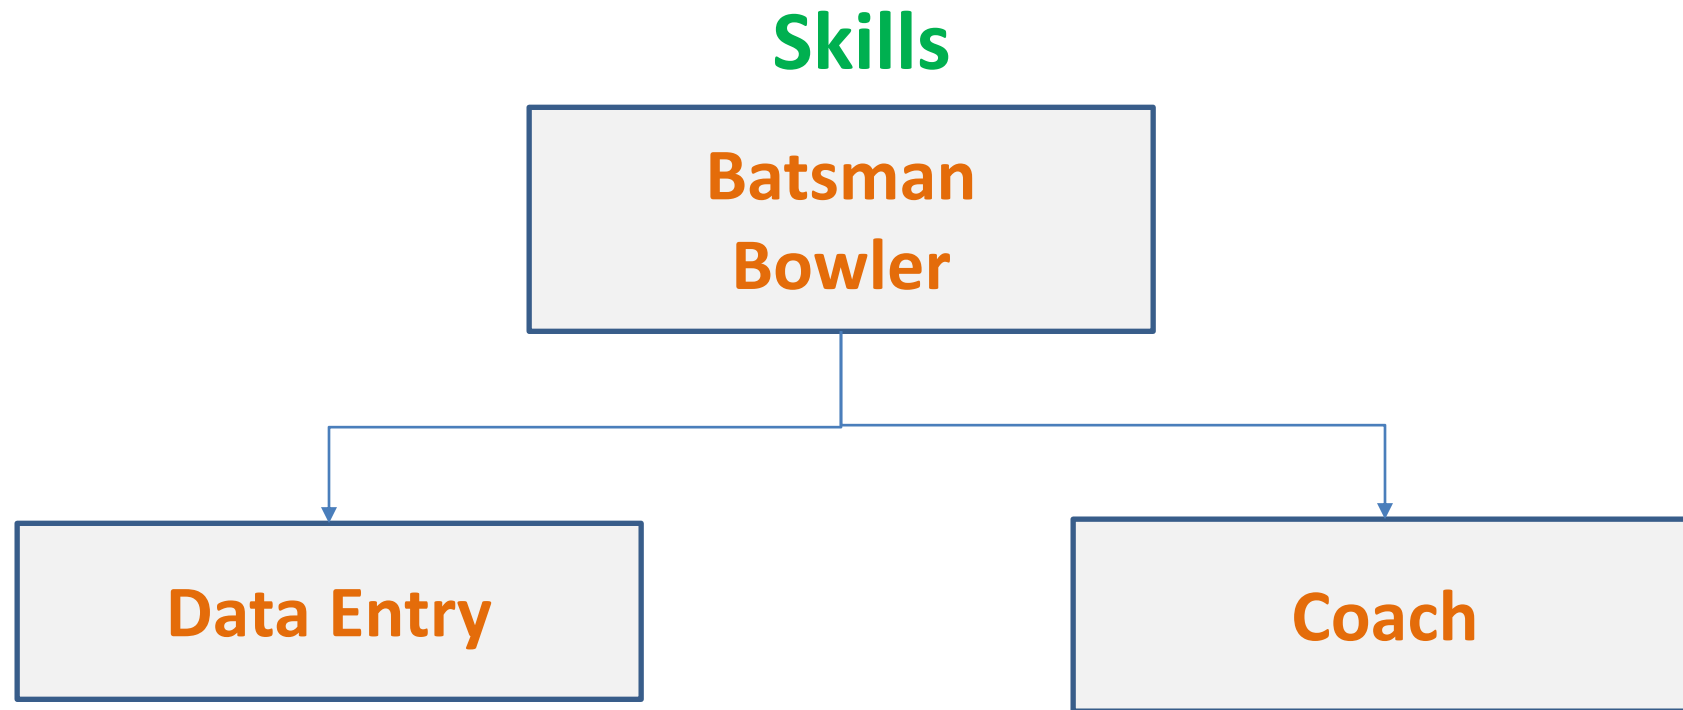 Skills
Batsman
Bowler
Data Entry
Coach